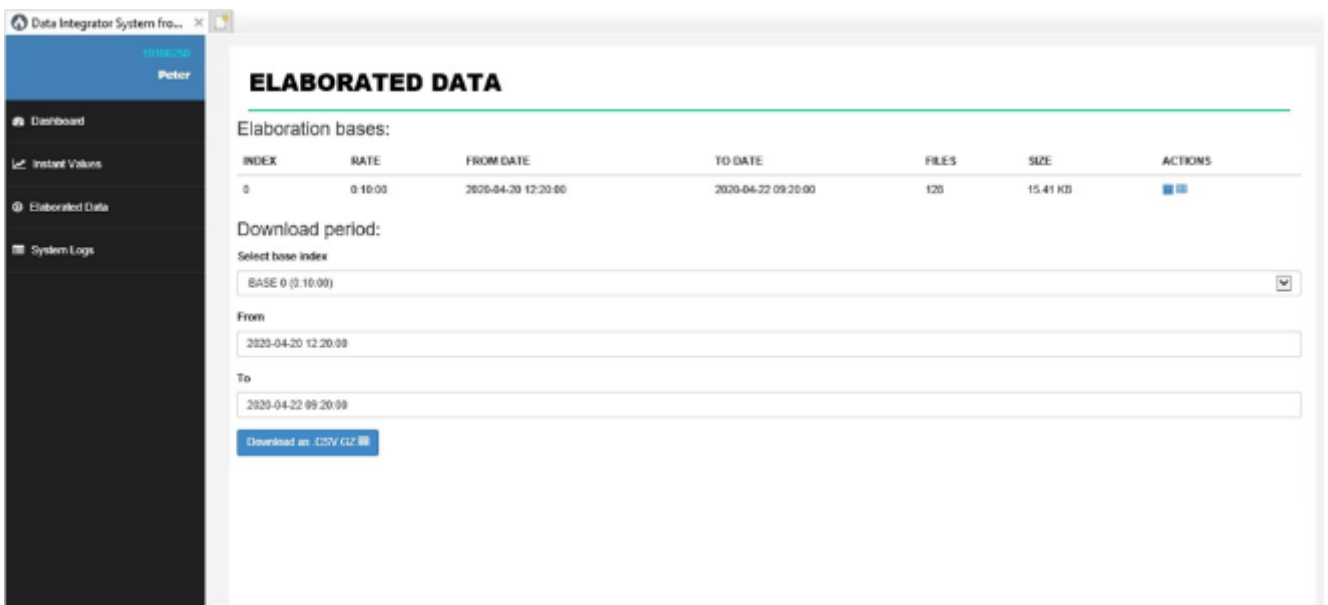 Data Integrator System fro...
19100250
Peter
Dashboard
Instant Values
Elaborated Data
System Logs
ELABORATED DATA
Elaboration bases:
INDEX RATE FROM DATE TO DATE FILES SIZE ACTIONS
0 0:10:00 2020-04-20 12:20:00 2020-04-22 09:20:00 128 15.41 KB
Download period:
Select base index
BASE 0 (0:10:00)
From
2020-04-20 12:20:00
To
2020-04-22 09:20:00
Download as .CSV.GZ